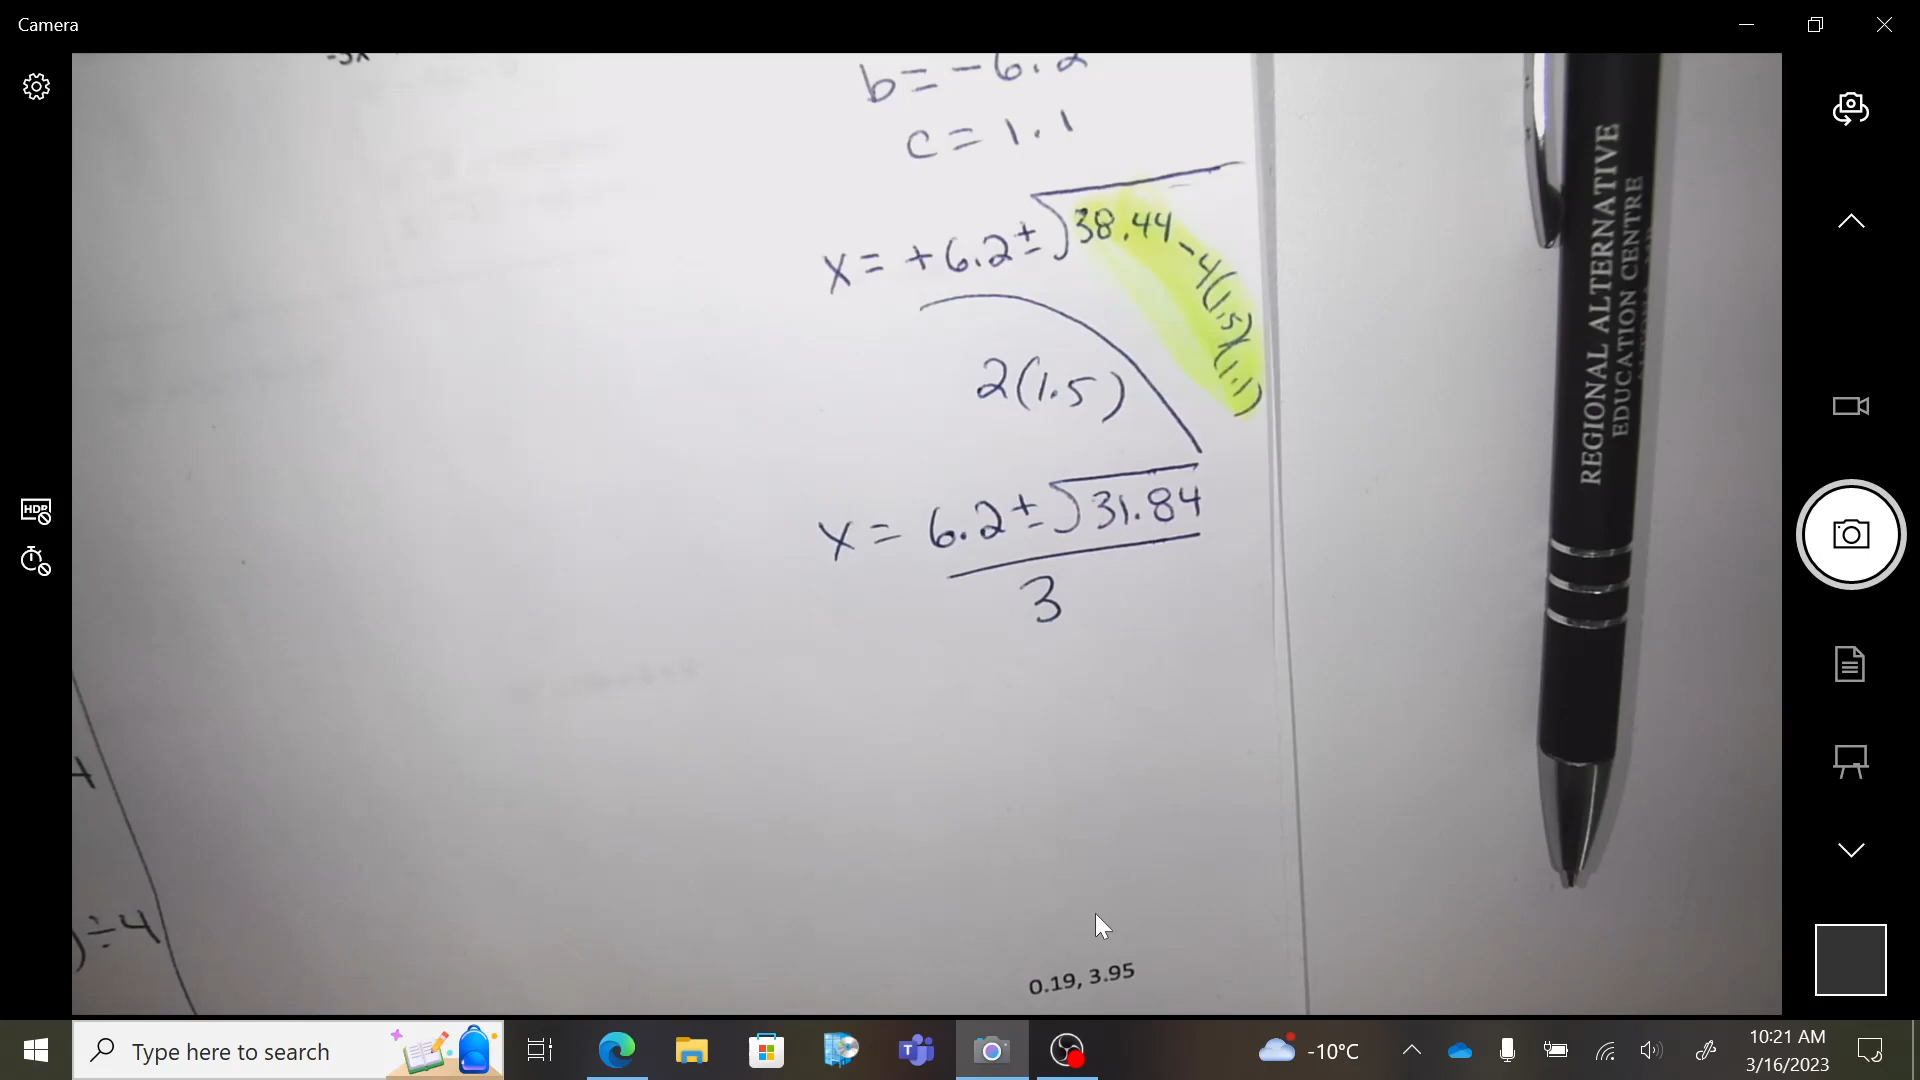 Camera
-3x
b = -6.2
c = 1.1
x = +6.2 ± √38.44 - 4(1.5)(1.1)
2(1.5)
x = 6.2 ± √31.84
3
) ÷ 4
0.19, 3.95
REGIONAL ALTERNATIVE
EDUCATION CENTRE
HDR
Type here to search
-10°C
10:21 AM
3/16/2023